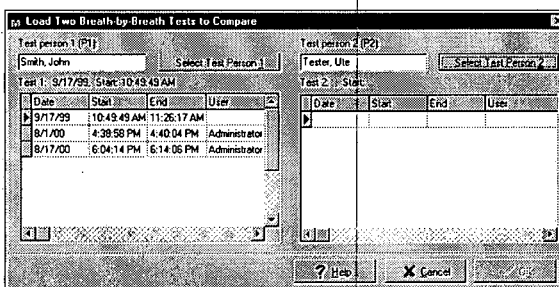 Load Two Breath-by-Breath Tests to Compare
Test person 1 (P1)
Smith, John
Select Test Person 1
Test 1: 9/17/99, Start: 10:49:49 AM
Date Start End User
9/17/99 10:49:49 AM 11:26:17 AM
8/1/00 4:39:58 PM 4:40:04 PM Administrator
8/17/00 6:04:14 PM 6:14:06 PM Administrator
Test person 2 (P2)
Tester, Ute
Select Test Person 2
Test 2: Start:
Date Start End User
? Help
X Cancel
OK